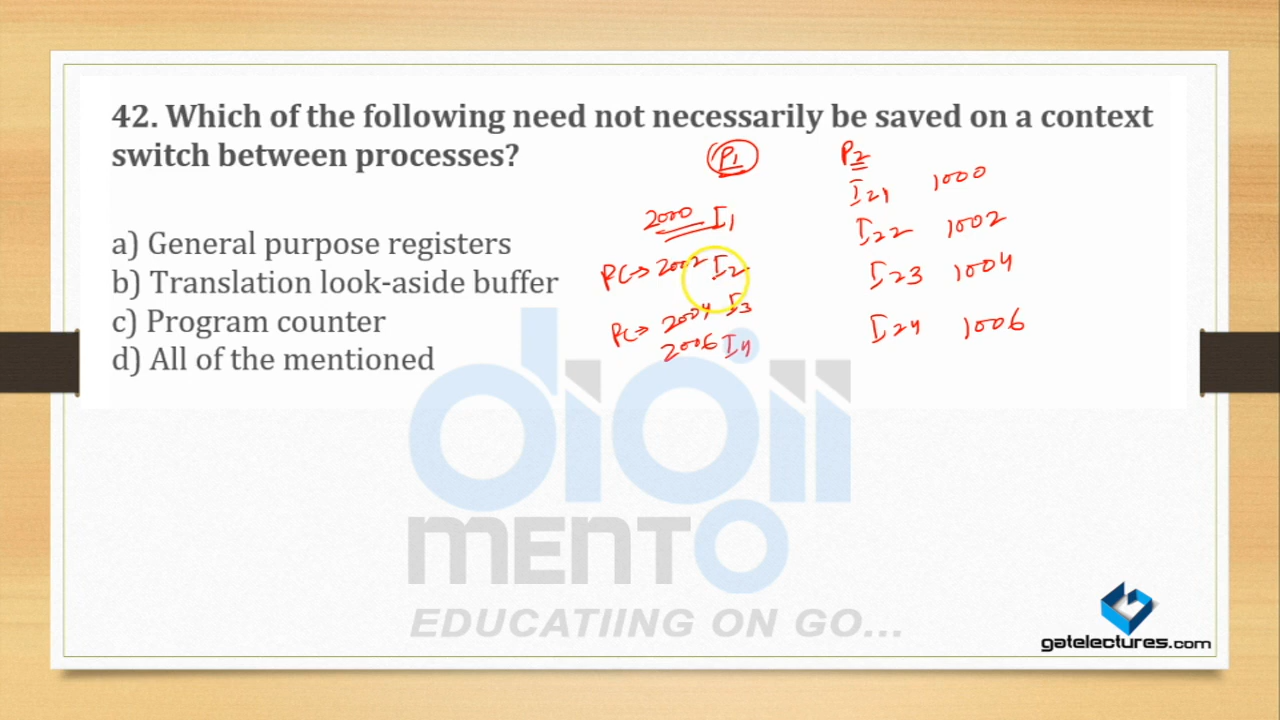 42. Which of the following need not necessarily be saved on a context
switch between processes?
P1
P2
I21 1000
2000 I1
I22 1002
a) General purpose registers
PC→ 2002 I2
I23 1004
b) Translation look-aside buffer
PC→ 2004 I3
c) Program counter
I24 1006
2006 I4
d) All of the mentioned
digii
MENTO
EDUCATIING ON GO...
gatelectures.com